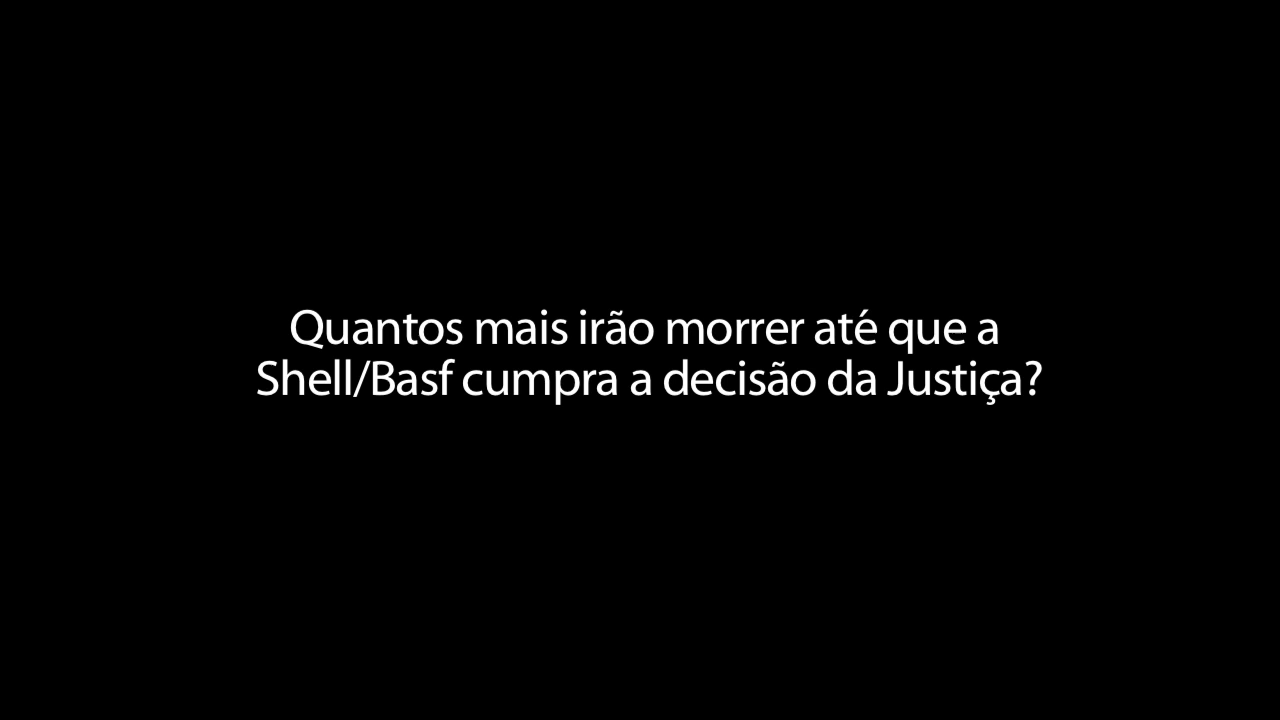 Quantos mais irão morrer até que a
Shell/Basf cumpra a decisão da Justiça?